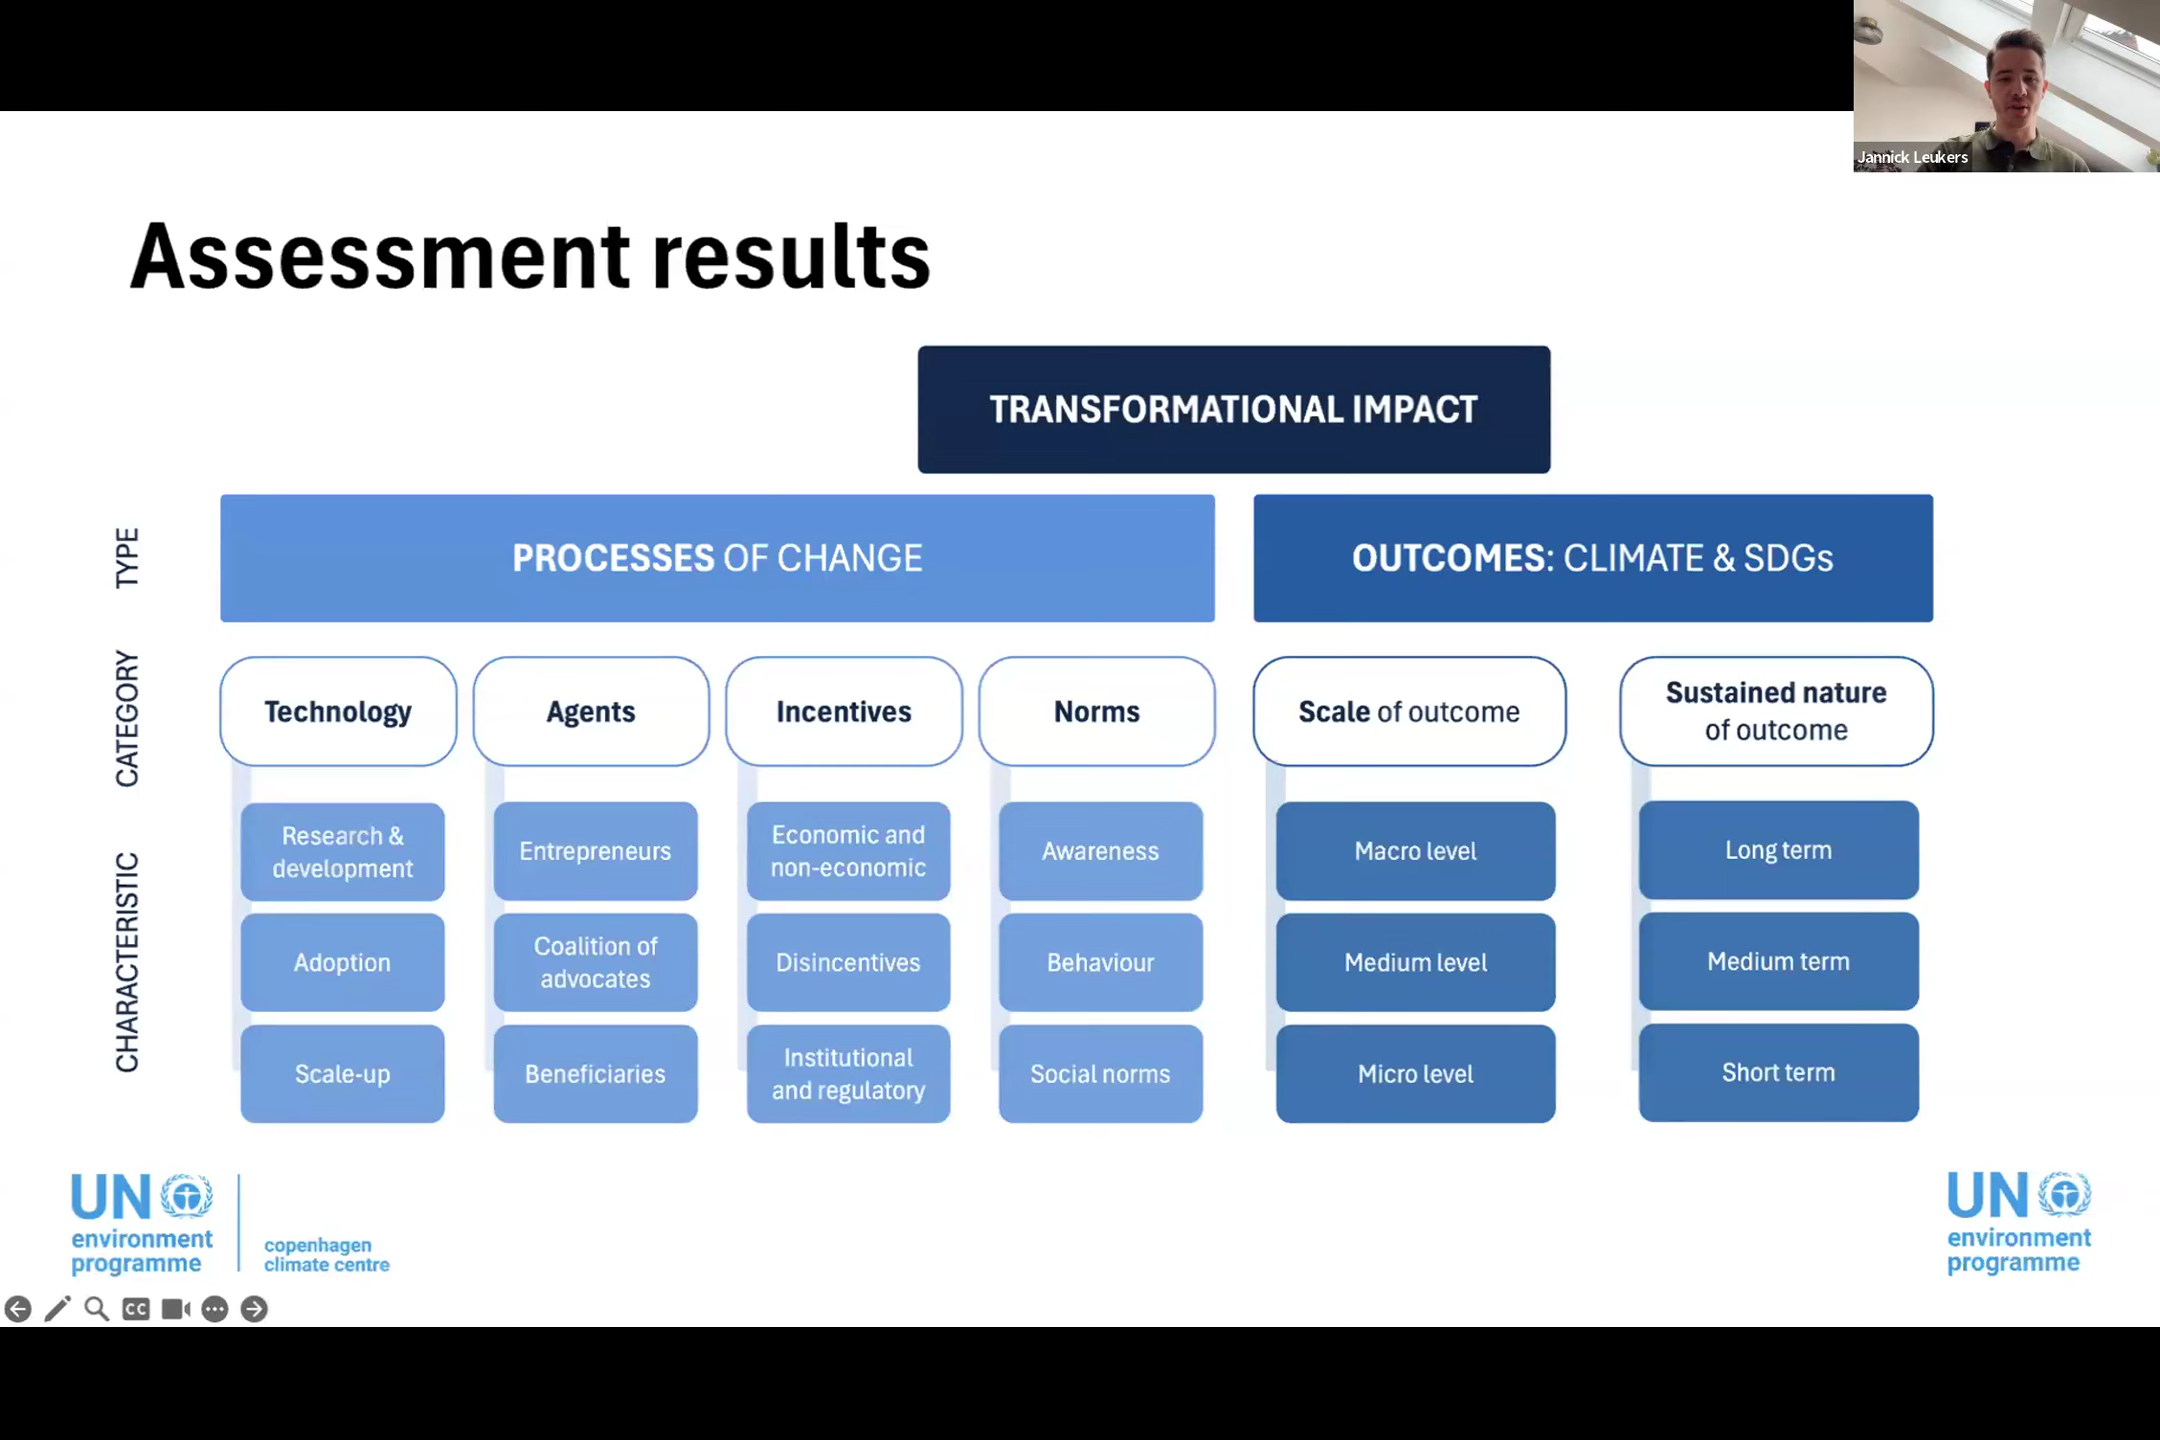 Jannick Leukers
Assessment results
TRANSFORMATIONAL IMPACT
TYPE
PROCESSES OF CHANGE
OUTCOMES: CLIMATE & SDGs
CATEGORY
Technology
Agents
Incentives
Norms
Scale of outcome
Sustained nature
of outcome
CHARACTERISTIC
Research &
development
Entrepreneurs
Economic and
non-economic
Awareness
Macro level
Long term
Adoption
Coalition of
advocates
Disincentives
Behaviour
Medium level
Medium term
Scale-up
Beneficiaries
Institutional
and regulatory
Social norms
Micro level
Short term
UN
environment
programme
copenhagen
climate centre
UN
environment
programme
CC